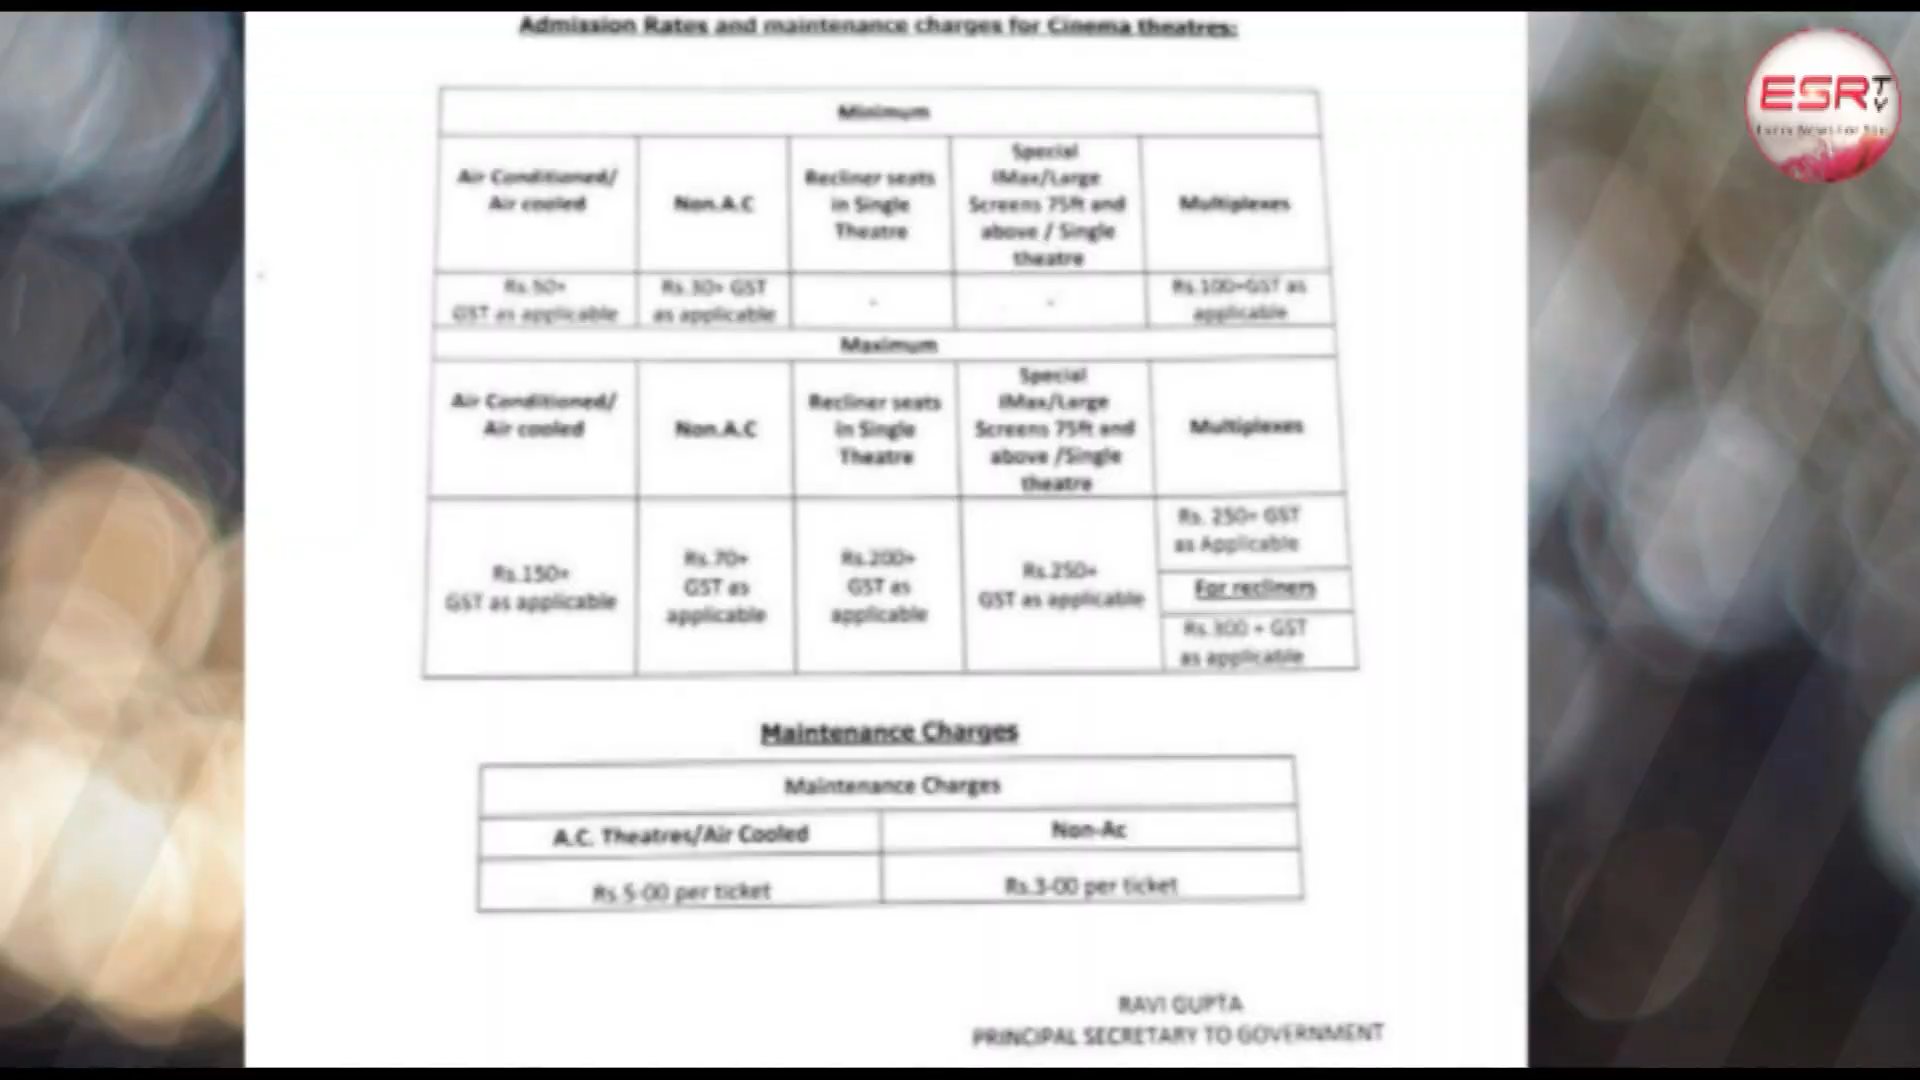 Admission Rates and maintenance charges for Cinema theatres:
ESR TV
Minimum
Air Conditioned/
Air cooled
Non.A.C
Recliner seats
in Single
Theatre
Special
IMax/Large
Screens 75ft and
above / Single
theatre
Multiplexes
Rs.50+
GST as applicable
Rs.30+ GST
as applicable
-
-
Rs.100+GST as
applicable
Maximum
Air Conditioned/
Air cooled
Non.A.C
Recliner seats
in Single
Theatre
Special
IMax/Large
Screens 75ft and
above /Single
theatre
Multiplexes
Rs.150+
GST as applicable
Rs.70+
GST as
applicable
Rs.200+
GST as
applicable
Rs.250+
GST as applicable
Rs. 250+ GST
as Applicable
For recliners
Rs.300 + GST
as applicable
Maintenance Charges
Maintenance Charges
A.C. Theatres/Air Cooled
Non-Ac
Rs.5-00 per ticket
Rs.3-00 per ticket
RAVI GUPTA
PRINCIPAL SECRETARY TO GOVERNMENT